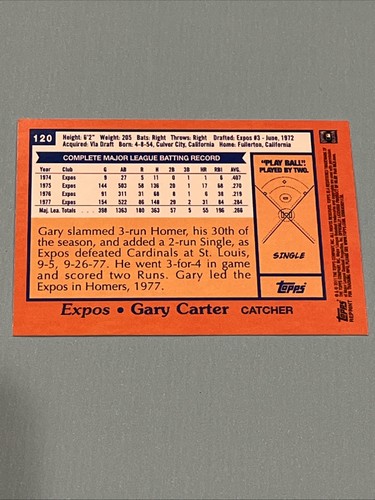 120
Height: 6'2" Weight: 205 Bats: Right Throws: Right Drafted: Expos #3 - June, 1972
Acquired: Via Draft Born: 4-8-54, Culver City, California Home: Fullerton, California
COMPLETE MAJOR LEAGUE BATTING RECORD
Year Club G AB R H 2B 3B HR RBI AVG.
1974 Expos 9 27 5 11 0 1 1 6 .407
1975 Expos 144 503 58 136 20 1 17 68 .270
1976 Expos 91 311 31 68 8 1 6 38
1977 Expos 154 522 86 148 29 2 31 84
Maj. Lea. Totals 398 1363 180 363 57 5 55 196 .266
"PLAY BALL"
PLAYED BY TWO.
SINGLE
Topps
Gary slammed 3-run Homer, his 30th of
the season, and added a 2-run Single, as
Expos defeated Cardinals at St. Louis,
9-5, 9-26-77. He went 3-for-4 in game
and scored two Runs. Gary led the
Expos in Homers, 1977.
Expos • Gary Carter CATCHER
Topps